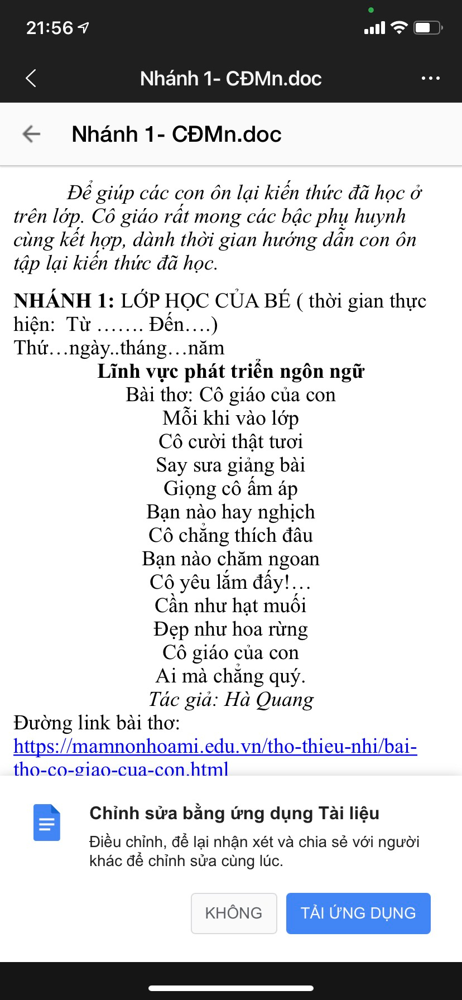 21:56
Nhánh 1- CĐMn.doc
Nhánh 1- CĐMn.doc
Để giúp các con ôn lại kiến thức đã học ở
trên lớp. Cô giáo rất mong các bậc phụ huynh
cùng kết hợp, dành thời gian hướng dẫn con ôn
tập lại kiến thức đã học.
NHÁNH 1: LỚP HỌC CỦA BÉ ( thời gian thực
hiện:  Từ ....... Đến....)
Thứ...ngày..tháng...năm
Lĩnh vực phát triển ngôn ngữ
Bài thơ: Cô giáo của con
Mỗi khi vào lớp
Cô cười thật tươi
Say sưa giảng bài
Giọng cô ấm áp
Bạn nào hay nghịch
Cô chẳng thích đâu
Bạn nào chăm ngoan
Cô yêu lắm đấy!...
Cần như hạt muối
Đẹp như hoa rừng
Cô giáo của con
Ai mà chẳng quý.
Tác giả: Hà Quang
Đường link bài thơ:
https://mamnonhoami.edu.vn/tho-thieu-nhi/bai-
tho-co-giao-cua-con.html
Chỉnh sửa bằng ứng dụng Tài liệu
Điều chỉnh, để lại nhận xét và chia sẻ với người
khác để chỉnh sửa cùng lúc.
KHÔNG
TẢI ỨNG DỤNG